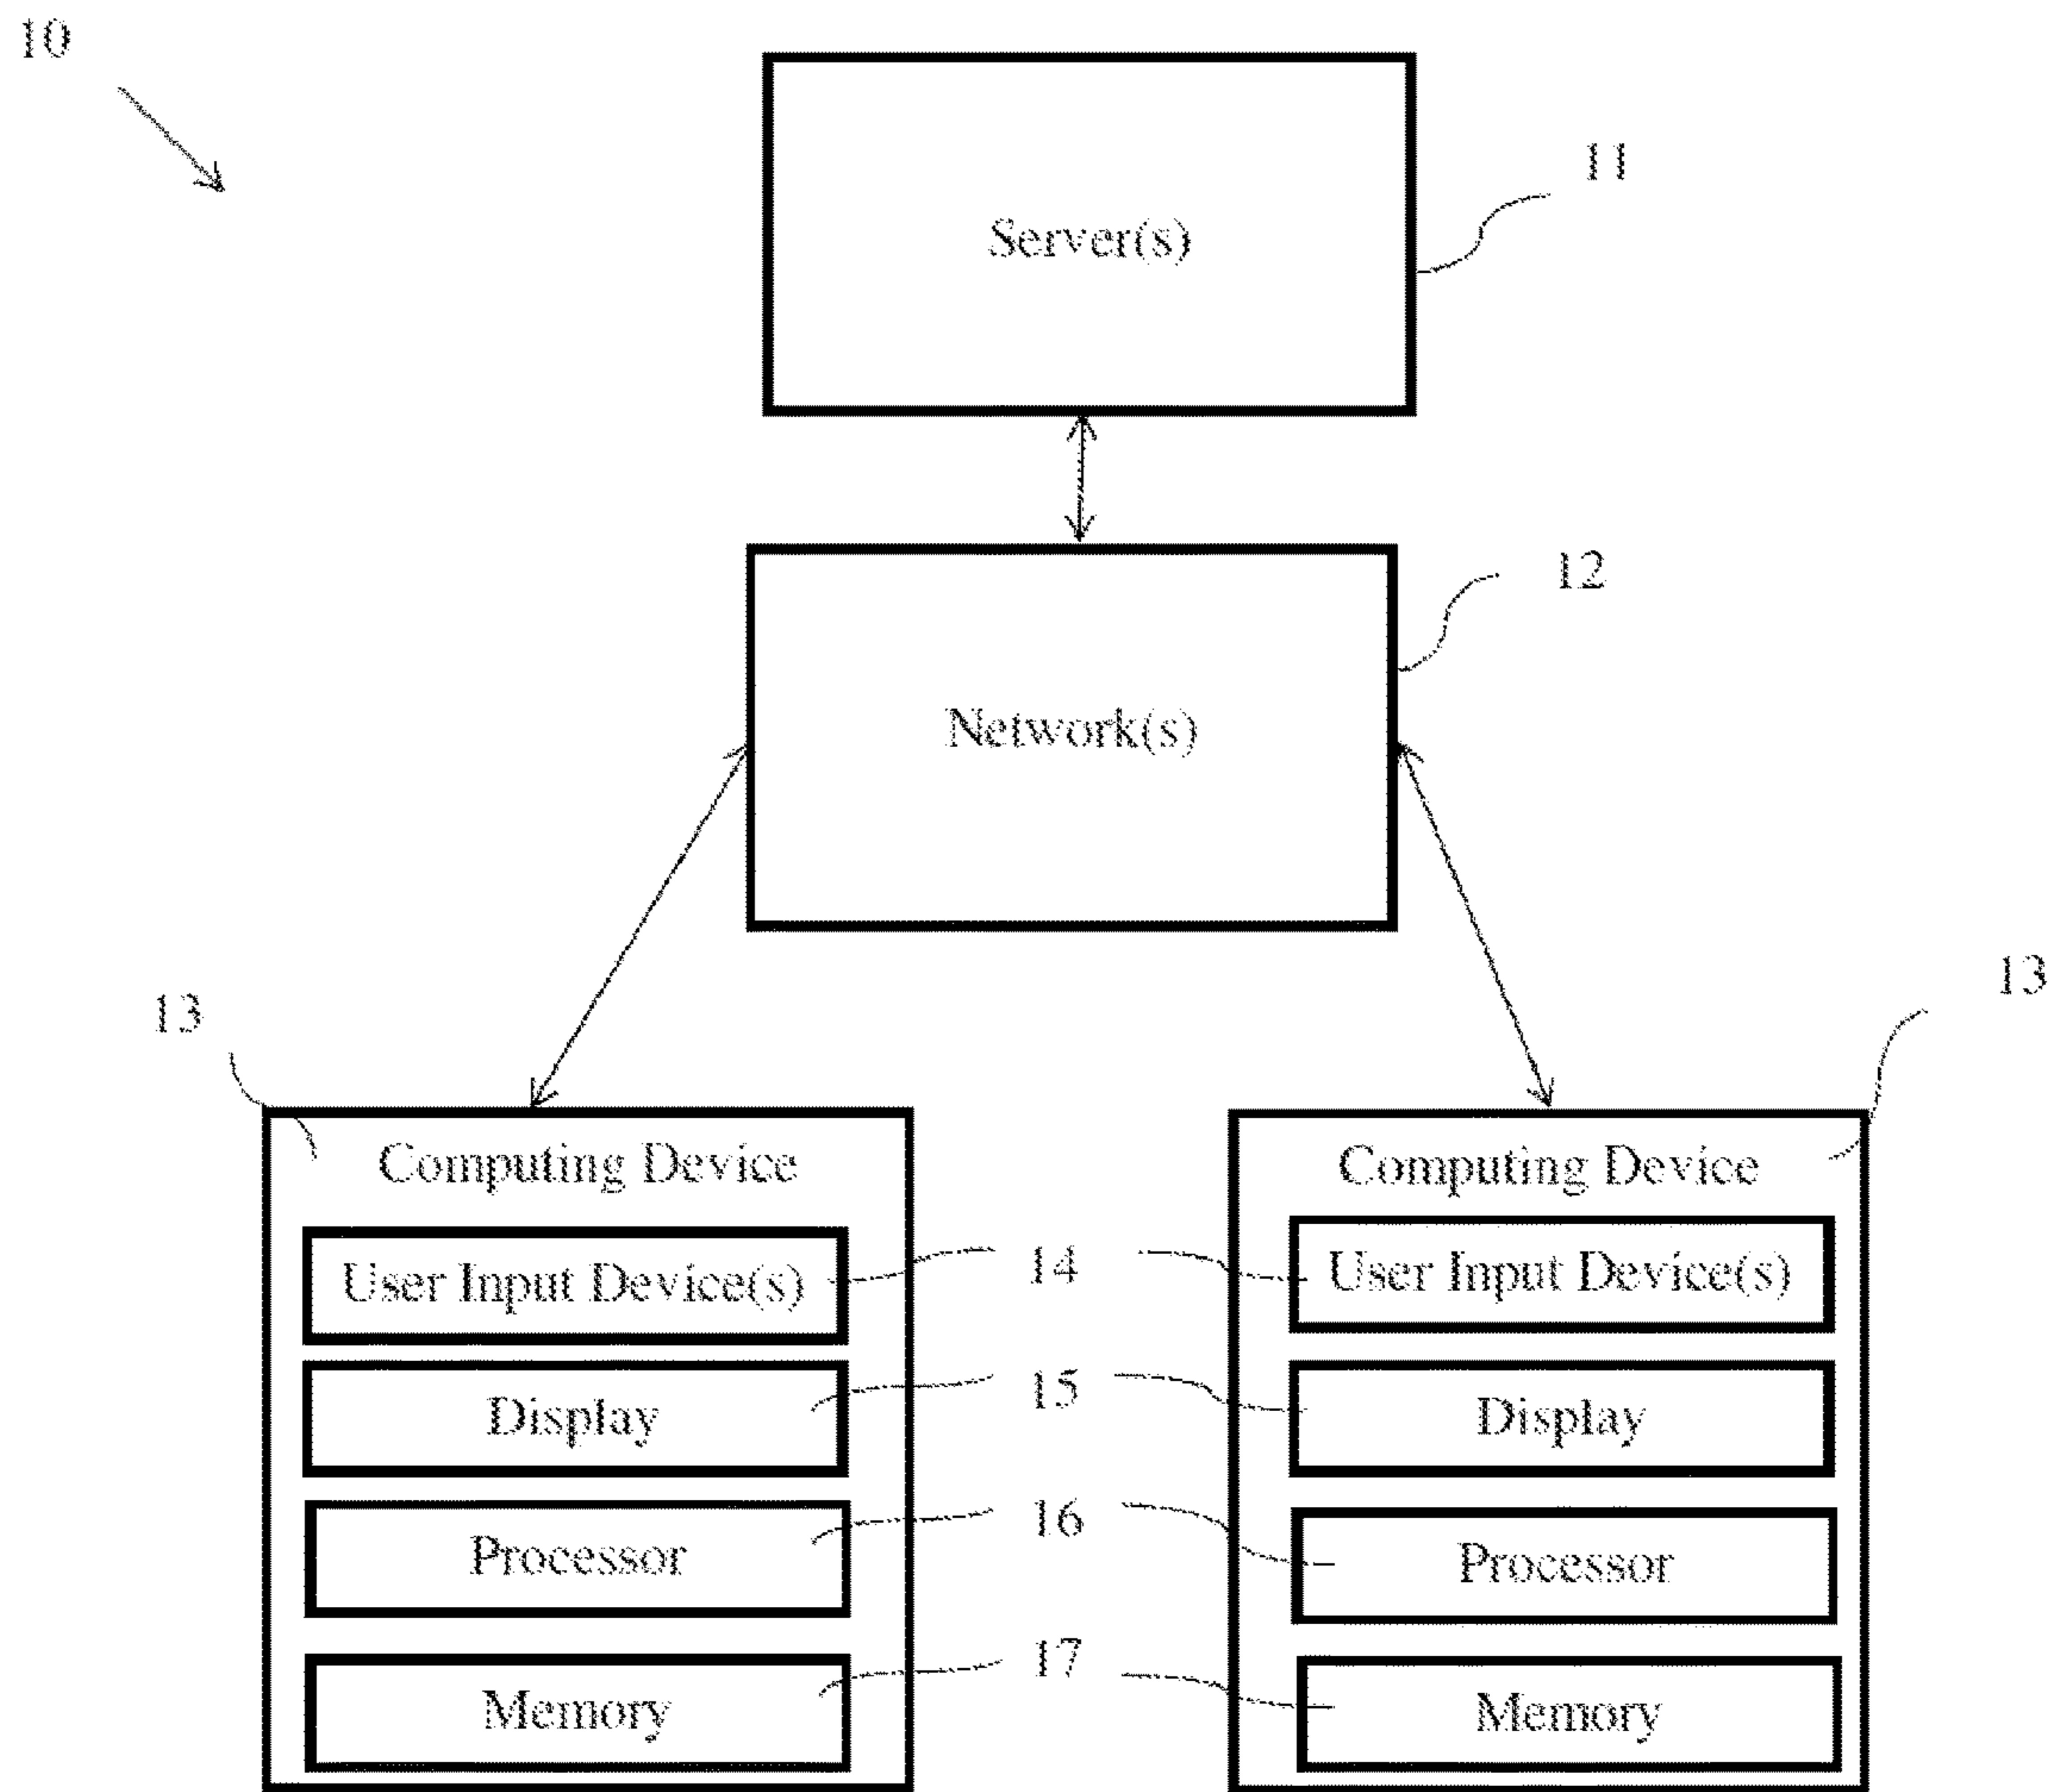 10
11
Server(s)
12
Network(s)
13
13
Computing Device
Computing Device
User Input Device(s)
14
User Input Device(s)
Display
15
Display
Processor
16
Processor
Memory
17
Memory